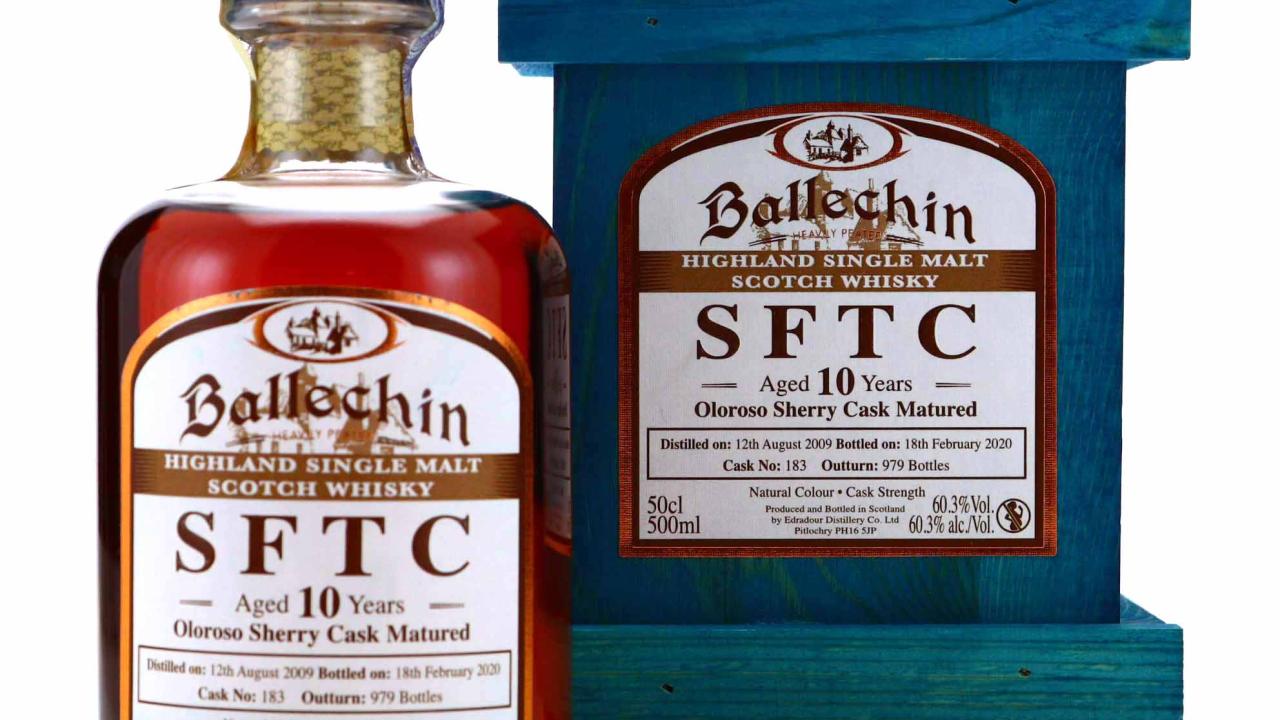 Ballechin
HEAVILY PEATED
HIGHLAND SINGLE MALT
SCOTCH WHISKY
SFTC
Aged 10 Years
Oloroso Sherry Cask Matured
Distilled on: 12th August 2009 Bottled on: 18th February 2020
Cask No: 183 Outturn: 979 Bottles
Ballechin
HEAVILY PEATED
HIGHLAND SINGLE MALT
SCOTCH WHISKY
SFTC
Aged 10 Years
Oloroso Sherry Cask Matured
Distilled on: 12th August 2009 Bottled on: 18th February 2020
Cask No: 183 Outturn: 979 Bottles
Natural Colour • Cask Strength
50cl
500ml
Produced and Bottled in Scotland
by Edradour Distillery Co. Ltd
Pitlochry PH16 5JP
60.3%Vol.
60.3% alc./Vol.